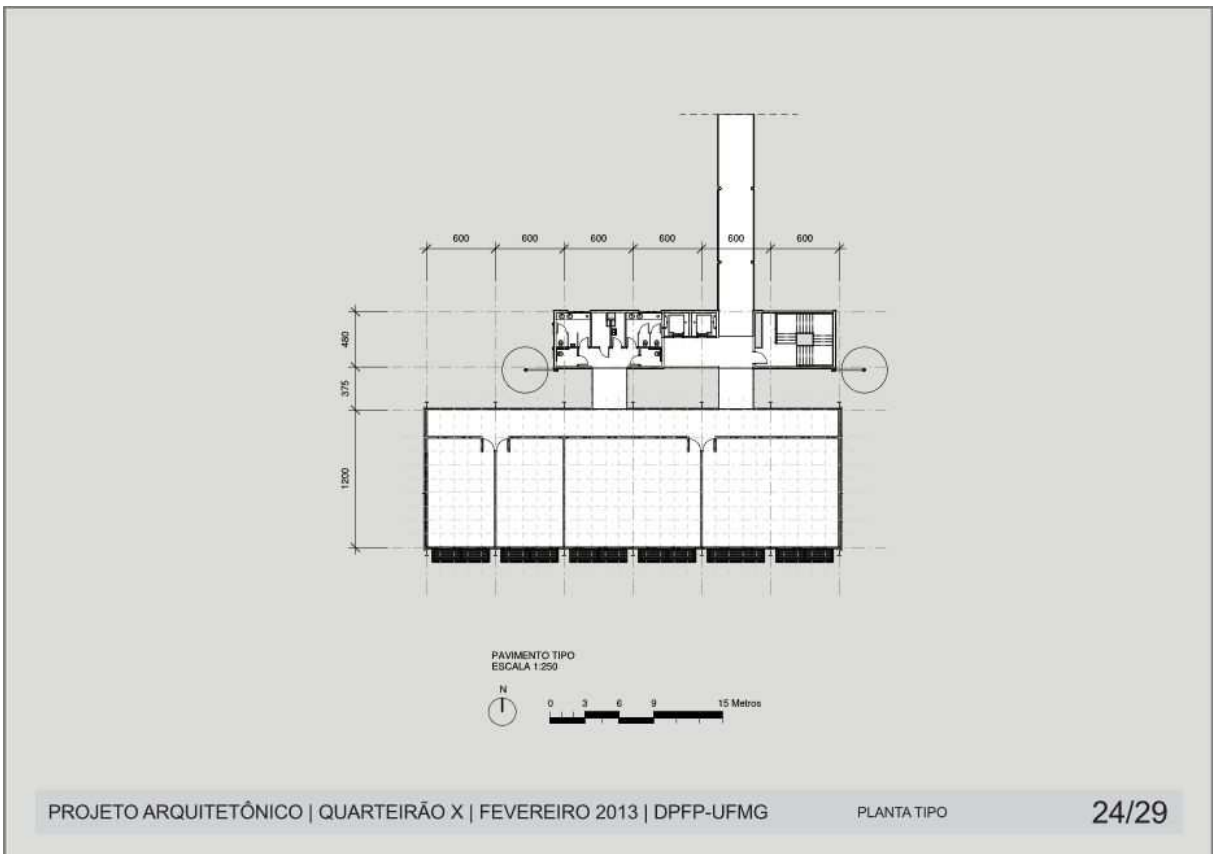 600 600 600 600 600 600
480
375
1200
PAVIMENTO TIPO
ESCALA 1:250
N
0 3 6 9 15 Metros
PROJETO ARQUITETÔNICO | QUARTEIRÃO X | FEVEREIRO 2013 | DPFP-UFMG PLANTA TIPO 24/29